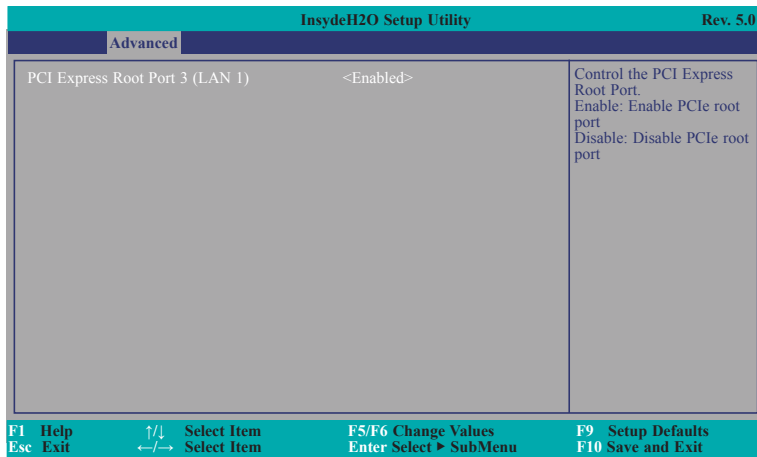 InsydeH2O Setup Utility Rev. 5.0
Advanced
PCI Express Root Port 3 (LAN 1) <Enabled>
Control the PCI Express
Root Port.
Enable: Enable PCIe root
port
Disable: Disable PCIe root
port
F1 Help ↑/↓ Select Item F5/F6 Change Values F9 Setup Defaults
Esc Exit ←/→ Select Item Enter Select ► SubMenu F10 Save and Exit